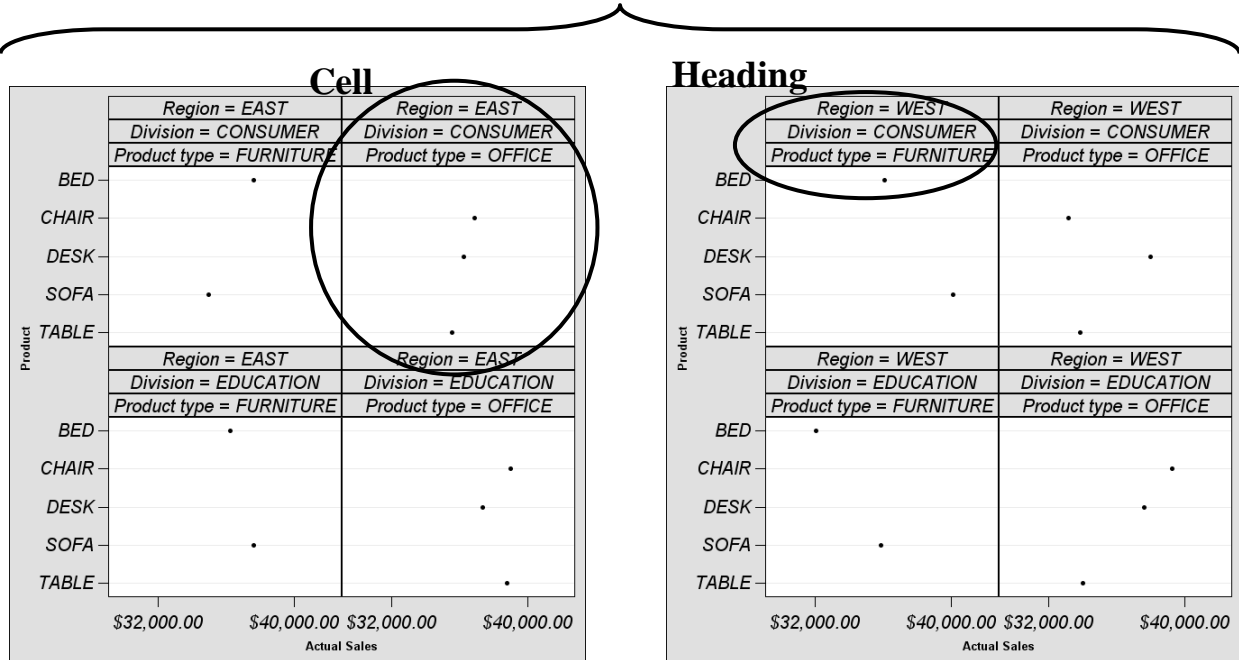 Cell
Heading
Region = EAST
Region = EAST
Division = CONSUMER
Division = CONSUMER
Product type = FURNITURE
Product type = OFFICE
BED
CHAIR
DESK
SOFA
TABLE
Product
Region = EAST
Region = EAST
Division = EDUCATION
Division = EDUCATION
Product type = FURNITURE
Product type = OFFICE
BED
CHAIR
DESK
SOFA
TABLE
$32,000.00 $40,000.00 $32,000.00 $40,000.00
Actual Sales
Region = WEST
Region = WEST
Division = CONSUMER
Division = CONSUMER
Product type = FURNITURE
Product type = OFFICE
BED
CHAIR
DESK
SOFA
TABLE
Product
Region = WEST
Region = WEST
Division = EDUCATION
Division = EDUCATION
Product type = FURNITURE
Product type = OFFICE
BED
CHAIR
DESK
SOFA
TABLE
$32,000.00 $40,000.00 $32,000.00 $40,000.00
Actual Sales